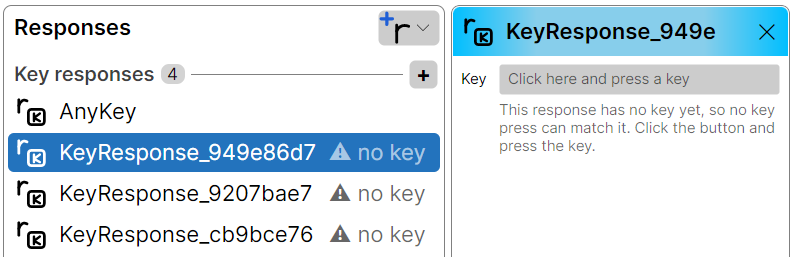 Responses
Key responses 4
AnyKey
KeyResponse_949e86d7 no key
KeyResponse_9207bae7 no key
KeyResponse_cb9bce76 no key
KeyResponse_949e
Key Click here and press a key
This response has no key yet, so no key
press can match it. Click the button and
press the key.